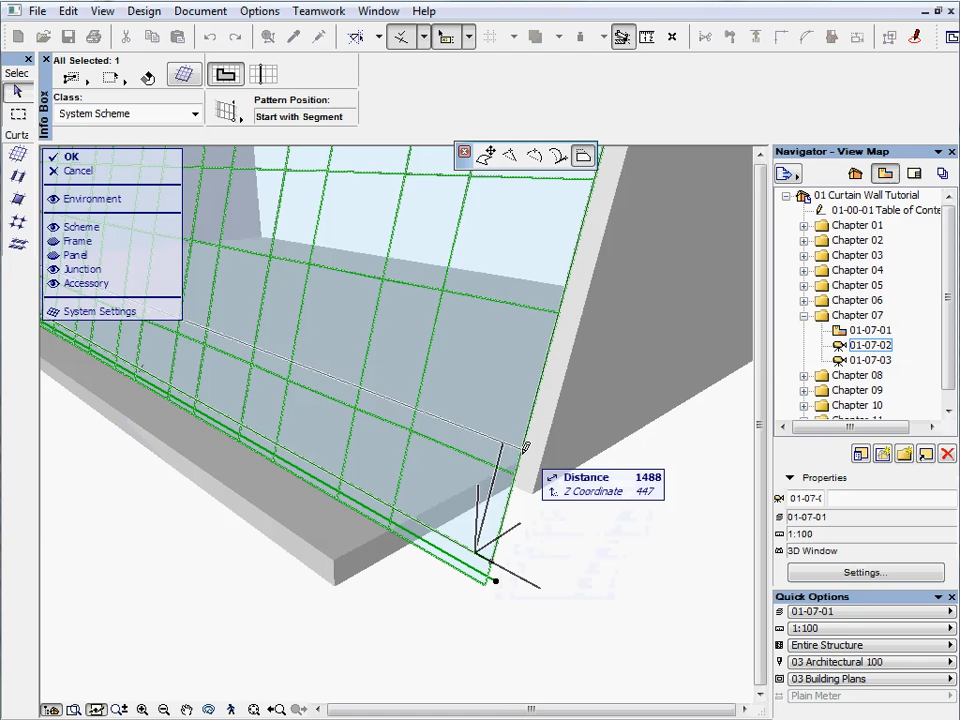 File Edit View Design Document Options Teamwork Window Help
Selec
All Selected: 1
Info Box
Class:
System Scheme
Pattern Position:
Start with Segment
Curta
OK
Cancel
Environment
Scheme
Frame
Panel
Junction
Accessory
System Settings
Distance 1488
Z Coordinate 447
Navigator - View Map
01 Curtain Wall Tutorial
01-00-01 Table of Conte
Chapter 01
Chapter 02
Chapter 03
Chapter 04
Chapter 05
Chapter 06
Chapter 07
01-07-01
01-07-02
01-07-03
Chapter 08
Chapter 09
Chapter 10
Chapter 11
Properties
01-07-(
01-07-01
1:100
3D Window
Settings...
Quick Options
01-07-01
1:100
Entire Structure
03 Architectural 100
03 Building Plans
Plain Meter